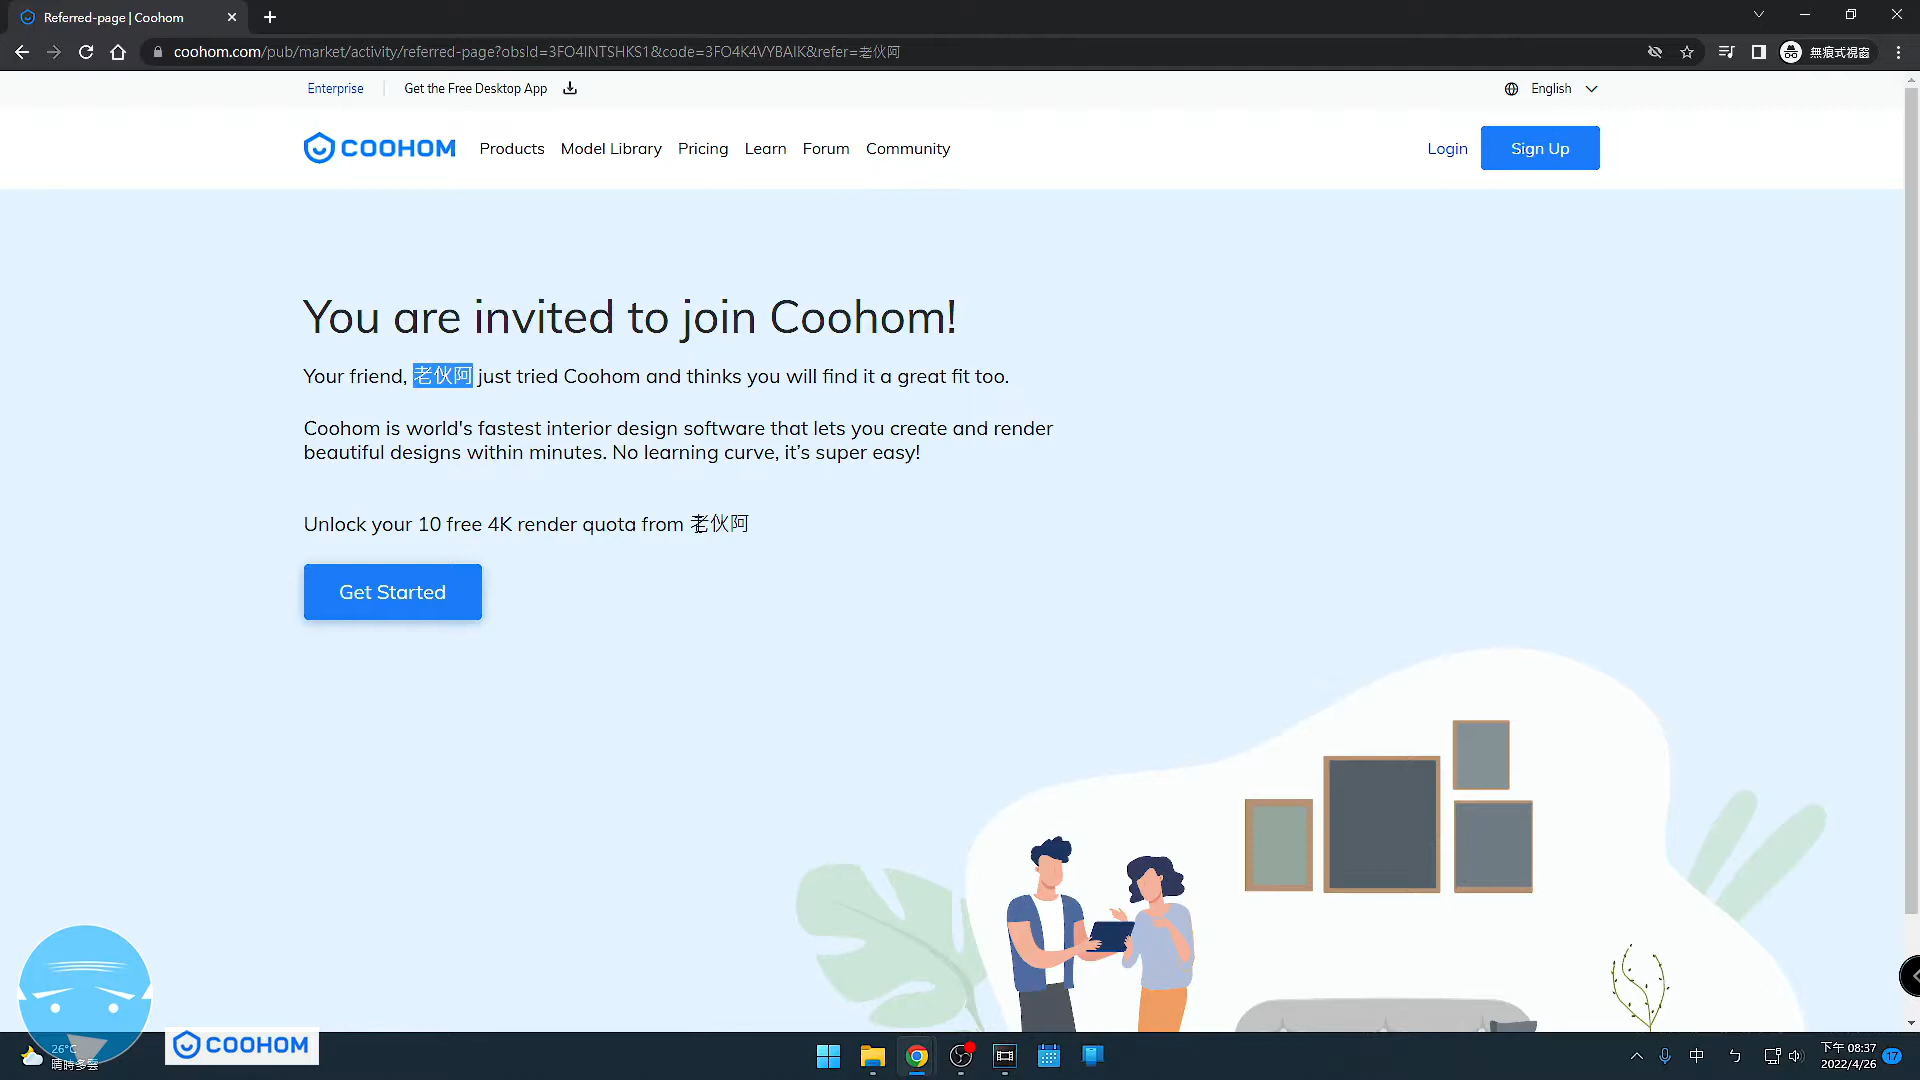 Referred-page | Coohom
coohom.com/pub/market/activity/referred-page?obsId=3FO4INTSHKS1&code=3FO4K4VYBAIK&refer=老伙阿
無痕式視窗
Enterprise
Get the Free Desktop App
English
COOHOM
Products
Model Library
Pricing
Learn
Forum
Community
Login
Sign Up
You are invited to join Coohom!
Your friend, 老伙阿 just tried Coohom and thinks you will find it a great fit too.
Coohom is world's fastest interior design software that lets you create and render
beautiful designs within minutes. No learning curve, it’s super easy!
Unlock your 10 free 4K render quota from 老伙阿
Get Started
26°C
晴時多雲
COOHOM
中
ㄅ
下午 08:37
2022/4/26
17